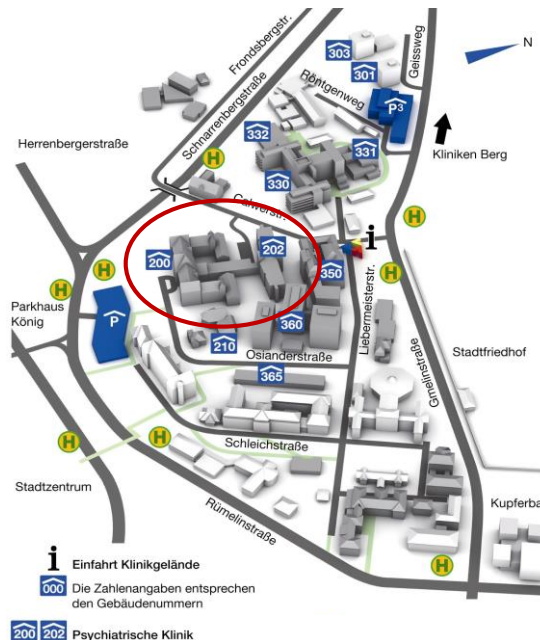 303
Frondsbergstr.
Geissweg
N
301
Röntgenweg
P3
Schnarrenbergstraße
332
Herrenbergerstraße
H
331
Kliniken Berg
330
Calwerstr.
H
i
202
200
350
H
H
H
Liebermeisterstr.
Parkhaus
König
P
360
210
Osianderstraße
Stadtfriedhof
Gmelinstraße
365
H
H
Schleichstraße
Stadtzentrum
Rümelinstraße
Kupferba
H
i Einfahrt Klinikgelände
000 Die Zahlenangaben entsprechen
den Gebäudenummern
200 202 Psychiatrische Klinik